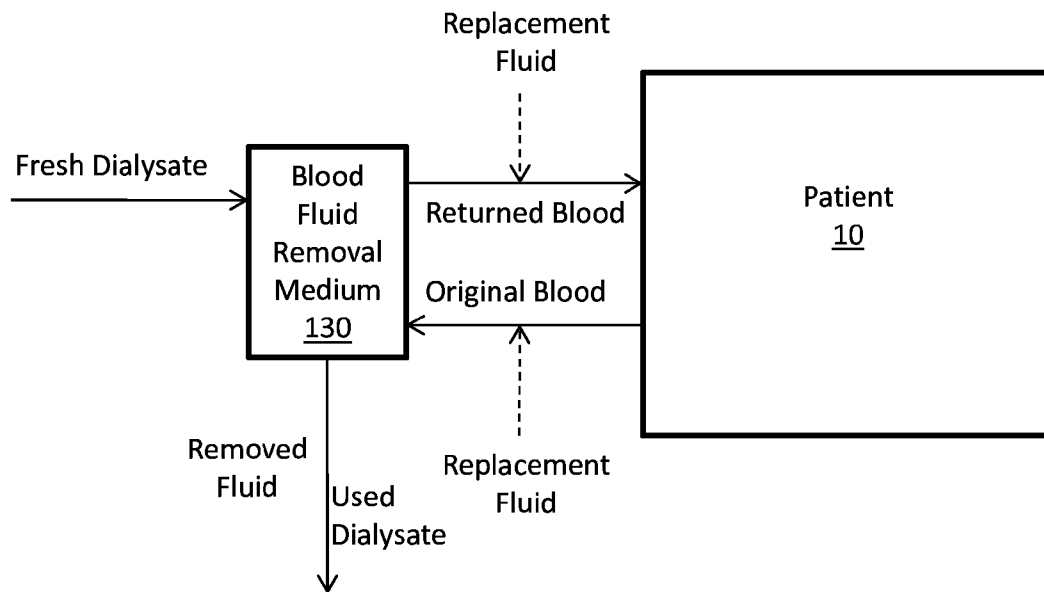 Replacement
Fluid
Fresh Dialysate
Blood
Fluid
Removal
Medium
130
Returned Blood
Original Blood
Patient
10
Removed
Fluid
Used
Dialysate
Replacement
Fluid